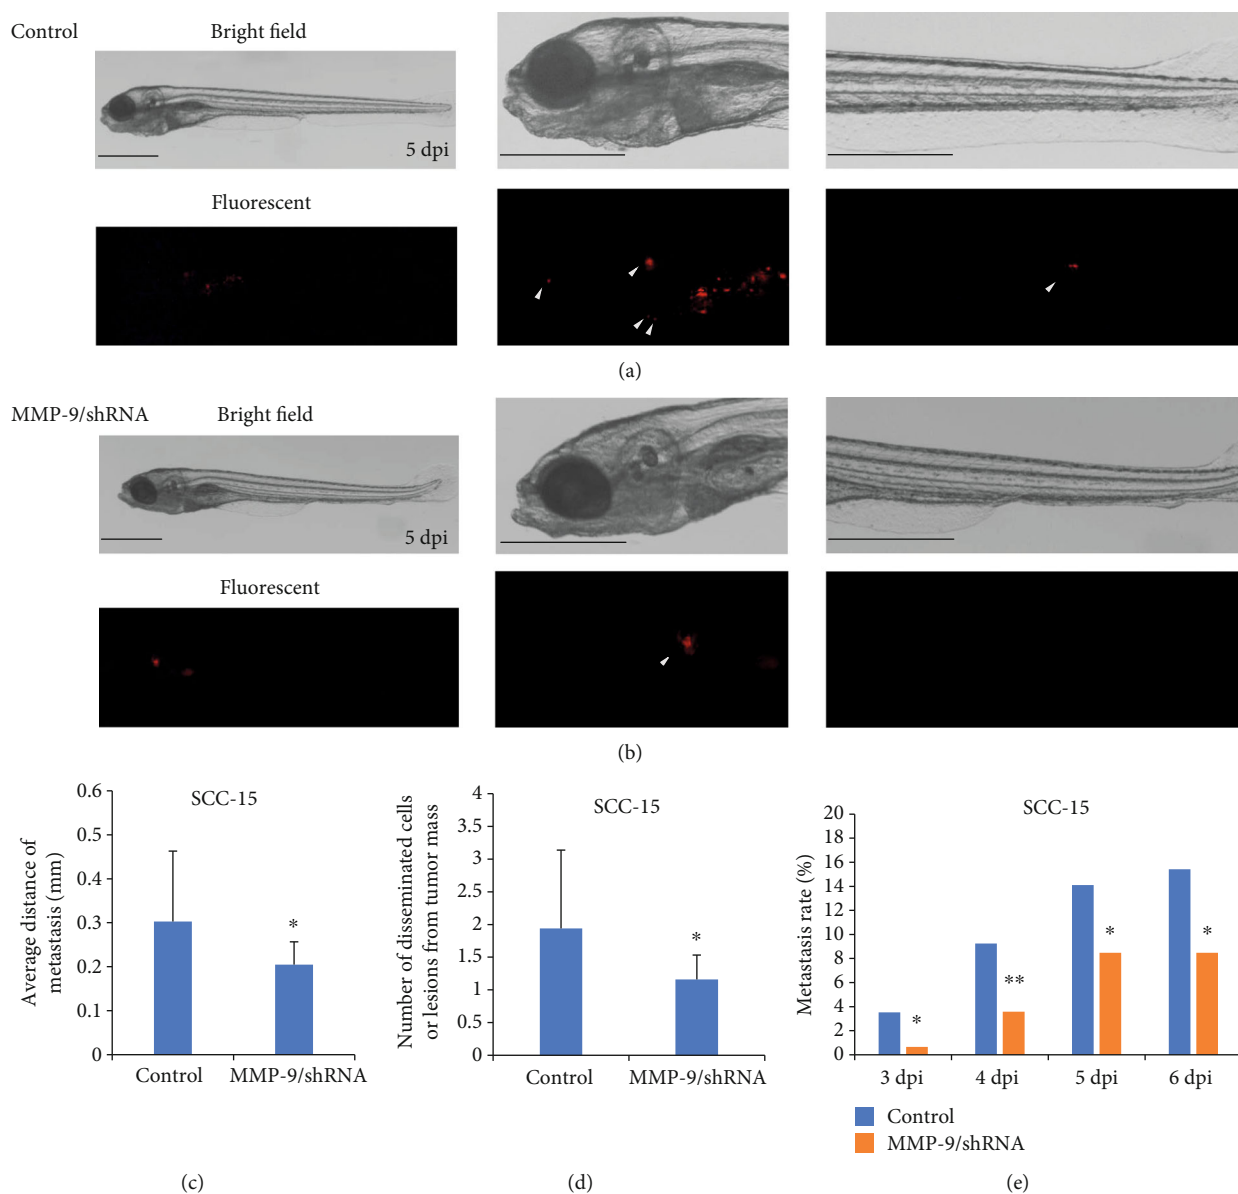 Control
Bright field
5 dpi
Fluorescent
(a)
MMP-9/shRNA
Bright field
5 dpi
Fluorescent
(b)
SCC-15
Average distance of
metastasis (mm)
0.6
0.5
0.4
0.3
0.2
0.1
0
*
Control
MMP-9/shRNA
(c)
SCC-15
Number of disseminated cells
or lesions from tumor mass
4
3.5
3
2.5
2
1.5
1
0.5
0
*
Control
MMP-9/shRNA
(d)
SCC-15
Metastasis rate (%)
20
18
16
14
12
10
8
6
4
2
0
*
**
*
*
3 dpi
4 dpi
5 dpi
6 dpi
Control
MMP-9/shRNA
(e)